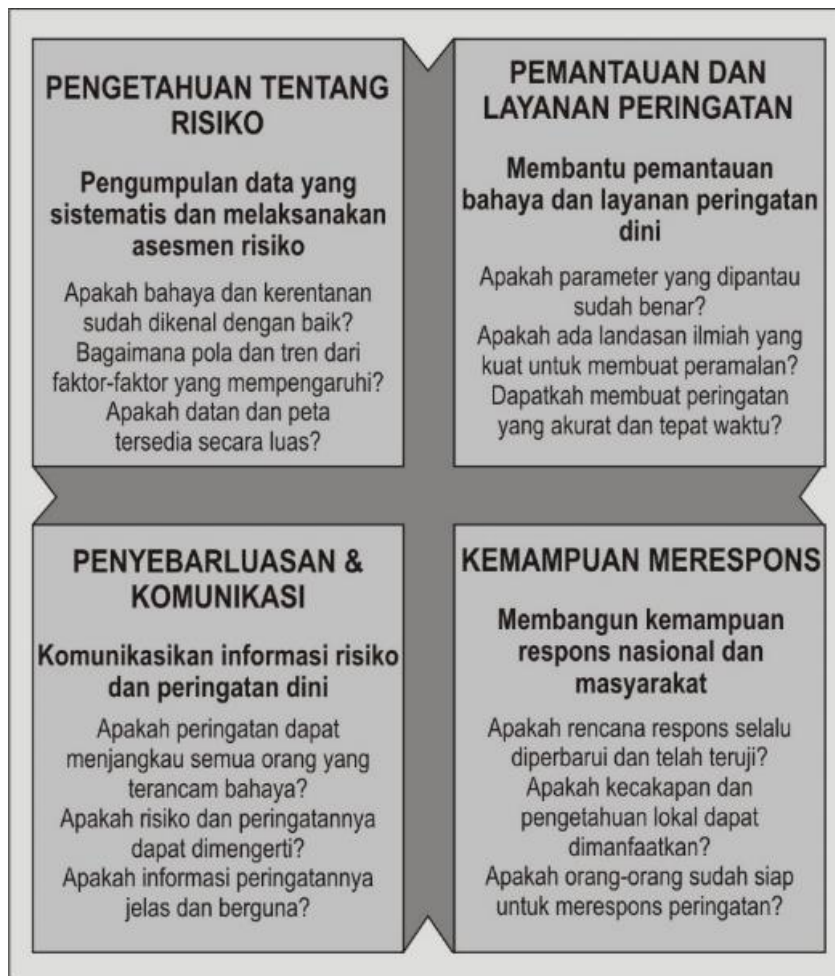 PENGETAHUAN TENTANG
RISIKO
Pengumpulan data yang
sistematis dan melaksanakan
asesmen risiko
Apakah bahaya dan kerentanan
sudah dikenal dengan baik?
Bagaimana pola dan tren dari
faktor-faktor yang mempengaruhi?
Apakah datan dan peta
tersedia secara luas?
PEMANTAUAN DAN
LAYANAN PERINGATAN
Membantu pemantauan
bahaya dan layanan peringatan
dini
Apakah parameter yang dipantau
sudah benar?
Apakah ada landasan ilmiah yang
kuat untuk membuat peramalan?
Dapatkah membuat peringatan
yang akurat dan tepat waktu?
PENYEBARLUASAN &
KOMUNIKASI
Komunikasikan informasi risiko
dan peringatan dini
Apakah peringatan dapat
menjangkau semua orang yang
terancam bahaya?
Apakah risiko dan peringatannya
dapat dimengerti?
Apakah informasi peringatannya
jelas dan berguna?
KEMAMPUAN MERESPONS
Membangun kemampuan
respons nasional dan
masyarakat
Apakah rencana respons selalu
diperbarui dan telah teruji?
Apakah kecakapan dan
pengetahuan lokal dapat
dimanfaatkan?
Apakah orang-orang sudah siap
untuk merespons peringatan?